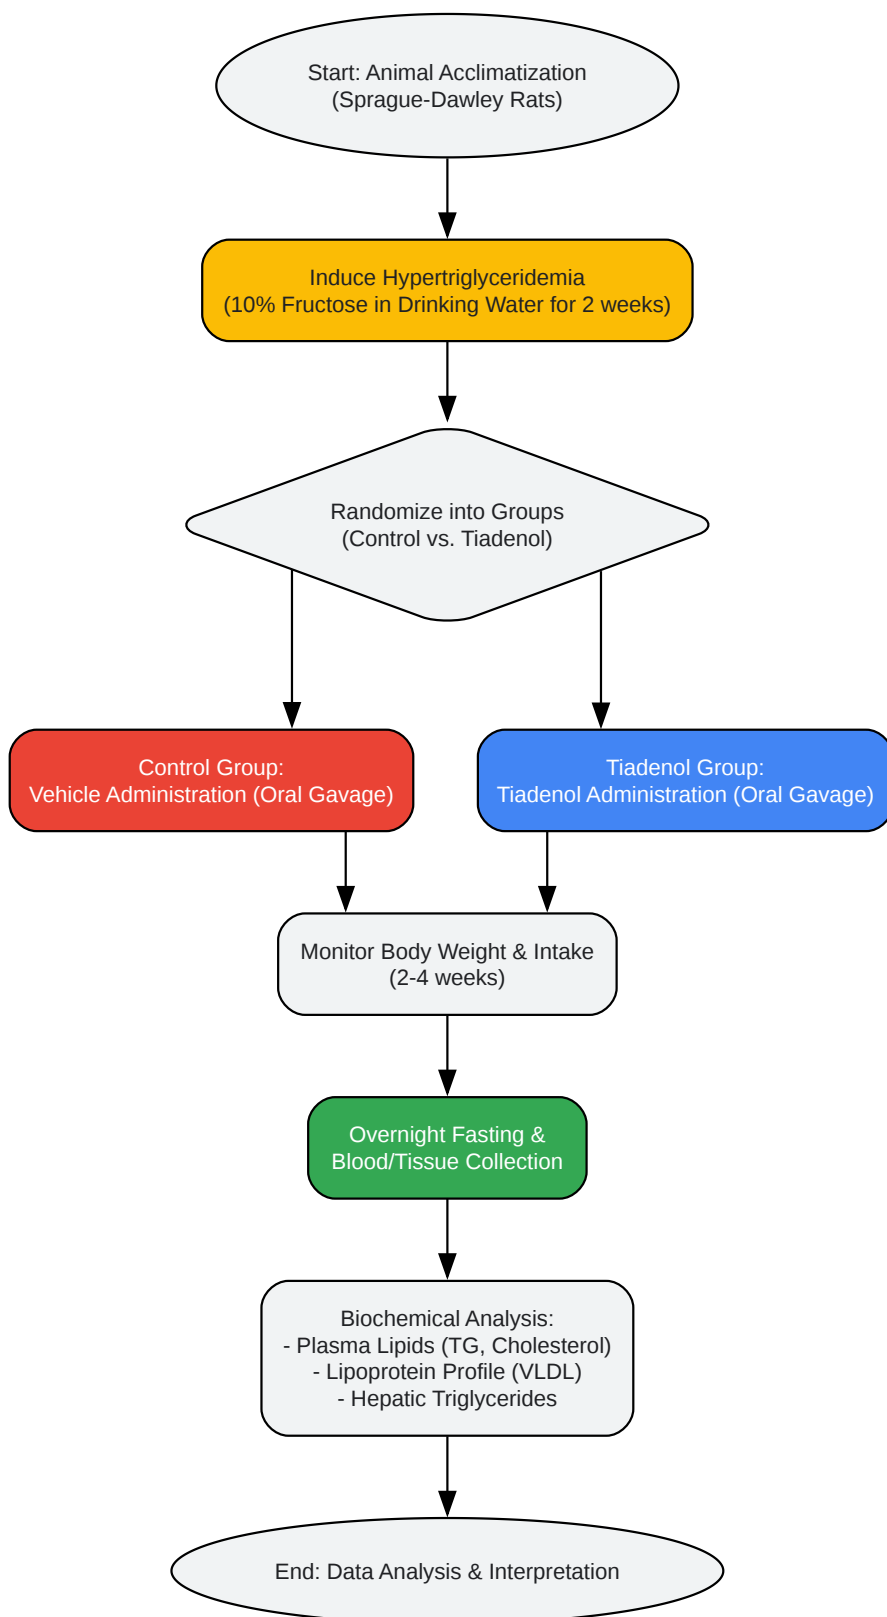 Start: Animal Acclimatization
(Sprague-Dawley Rats)
Induce Hypertriglyceridemia
(10% Fructose in Drinking Water for 2 weeks)
Randomize into Groups
(Control vs. Tiadenol)
Control Group:
Vehicle Administration (Oral Gavage)
Tiadenol Group:
Tiadenol Administration (Oral Gavage)
Monitor Body Weight & Intake
(2-4 weeks)
Overnight Fasting &
Blood/Tissue Collection
Biochemical Analysis:
- Plasma Lipids (TG, Cholesterol)
- Lipoprotein Profile (VLDL)
- Hepatic Triglycerides
End: Data Analysis & Interpretation